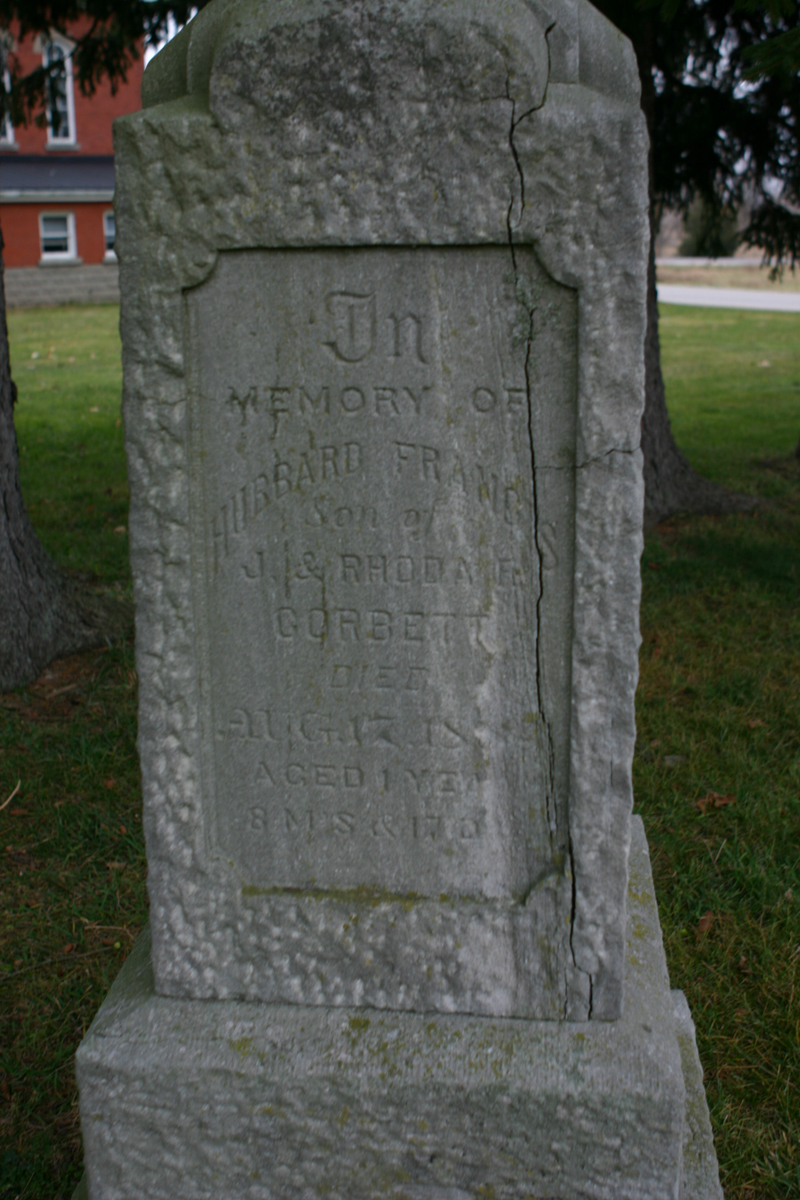 In
MEMORY OF
HUBBARD FRANCIS
Son of
J. & RHODA
CORBETT
DIED
AUG. 17, 
AGED 1 YEAR
8 M'S & 17 D